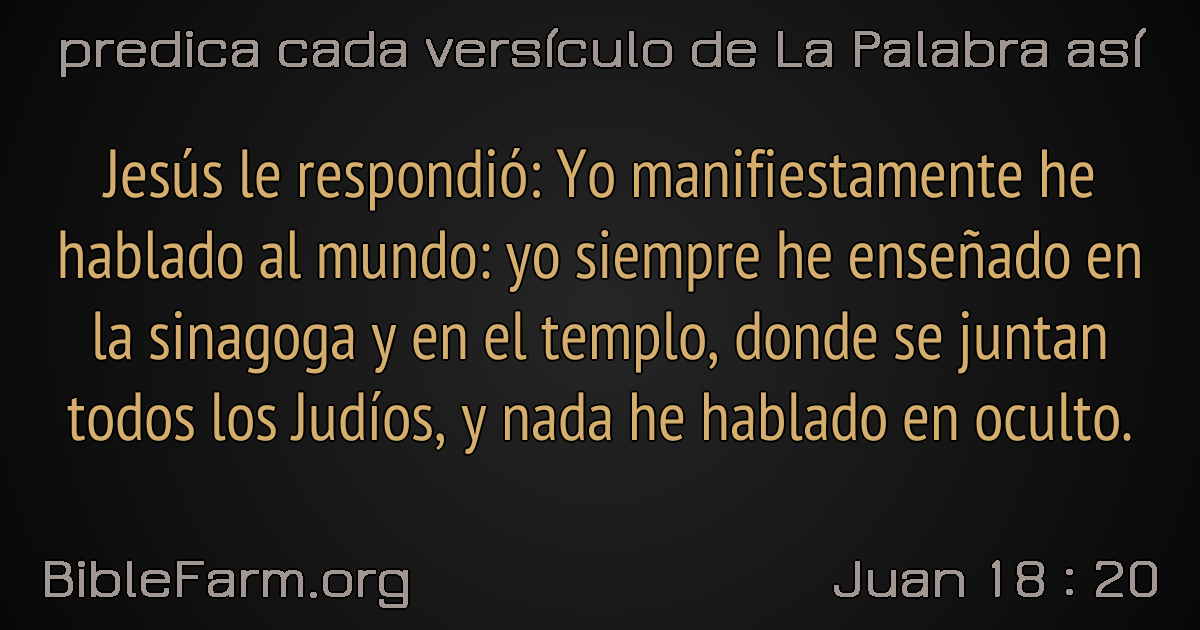 predica cada versículo de La Palabra así
Jesús le respondió: Yo manifiestamente he
hablado al mundo: yo siempre he enseñado en
la sinagoga y en el templo, donde se juntan
todos los Judíos, y nada he hablado en oculto.
BibleFarm.org
Juan 18 : 20